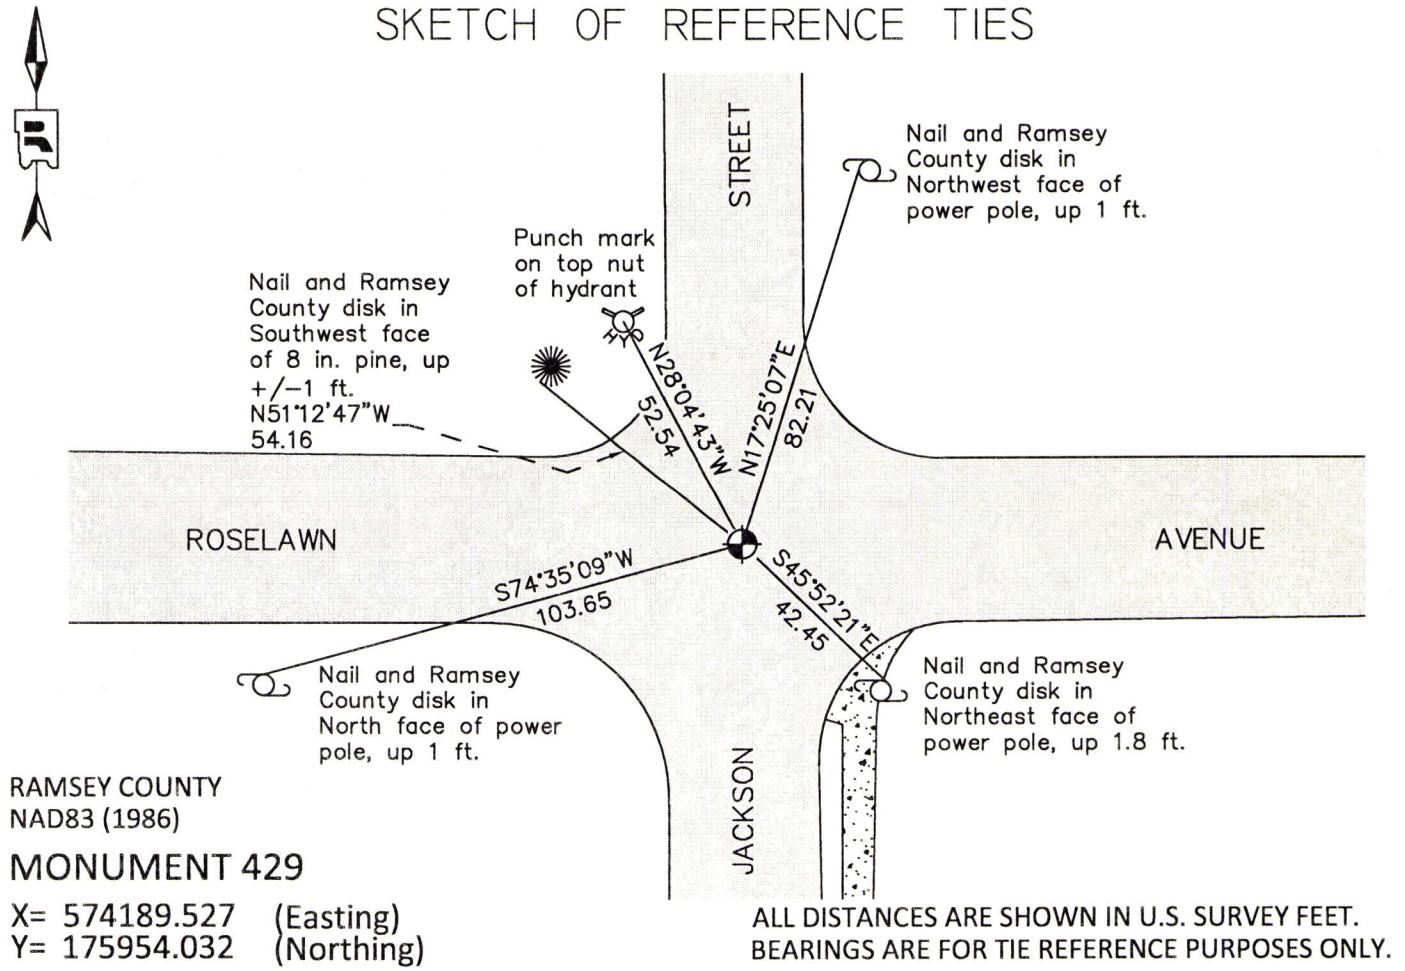 SKETCH OF REFERENCE TIES
STREET
Nail and Ramsey
County disk in
Northwest face of
power pole, up 1 ft.
Punch mark
on top nut
of hydrant
HYD
Nail and Ramsey
County disk in
Southwest face
of 8 in. pine, up
+/-1 ft.
N51°12'47"W
54.16
N28°04'43"W
52.54
N17°25'07"E
82.21
ROSELAWN
AVENUE
S74°35'09"W
103.65
S45°52'21"E
42.45
Nail and Ramsey
County disk in
North face of power
pole, up 1 ft.
Nail and Ramsey
County disk in
Northeast face of
power pole, up 1.8 ft.
JACKSON
RAMSEY COUNTY
NAD83 (1986)
MONUMENT 429
X= 574189.527 (Easting)
Y= 175954.032 (Northing)
ALL DISTANCES ARE SHOWN IN U.S. SURVEY FEET.
BEARINGS ARE FOR TIE REFERENCE PURPOSES ONLY.